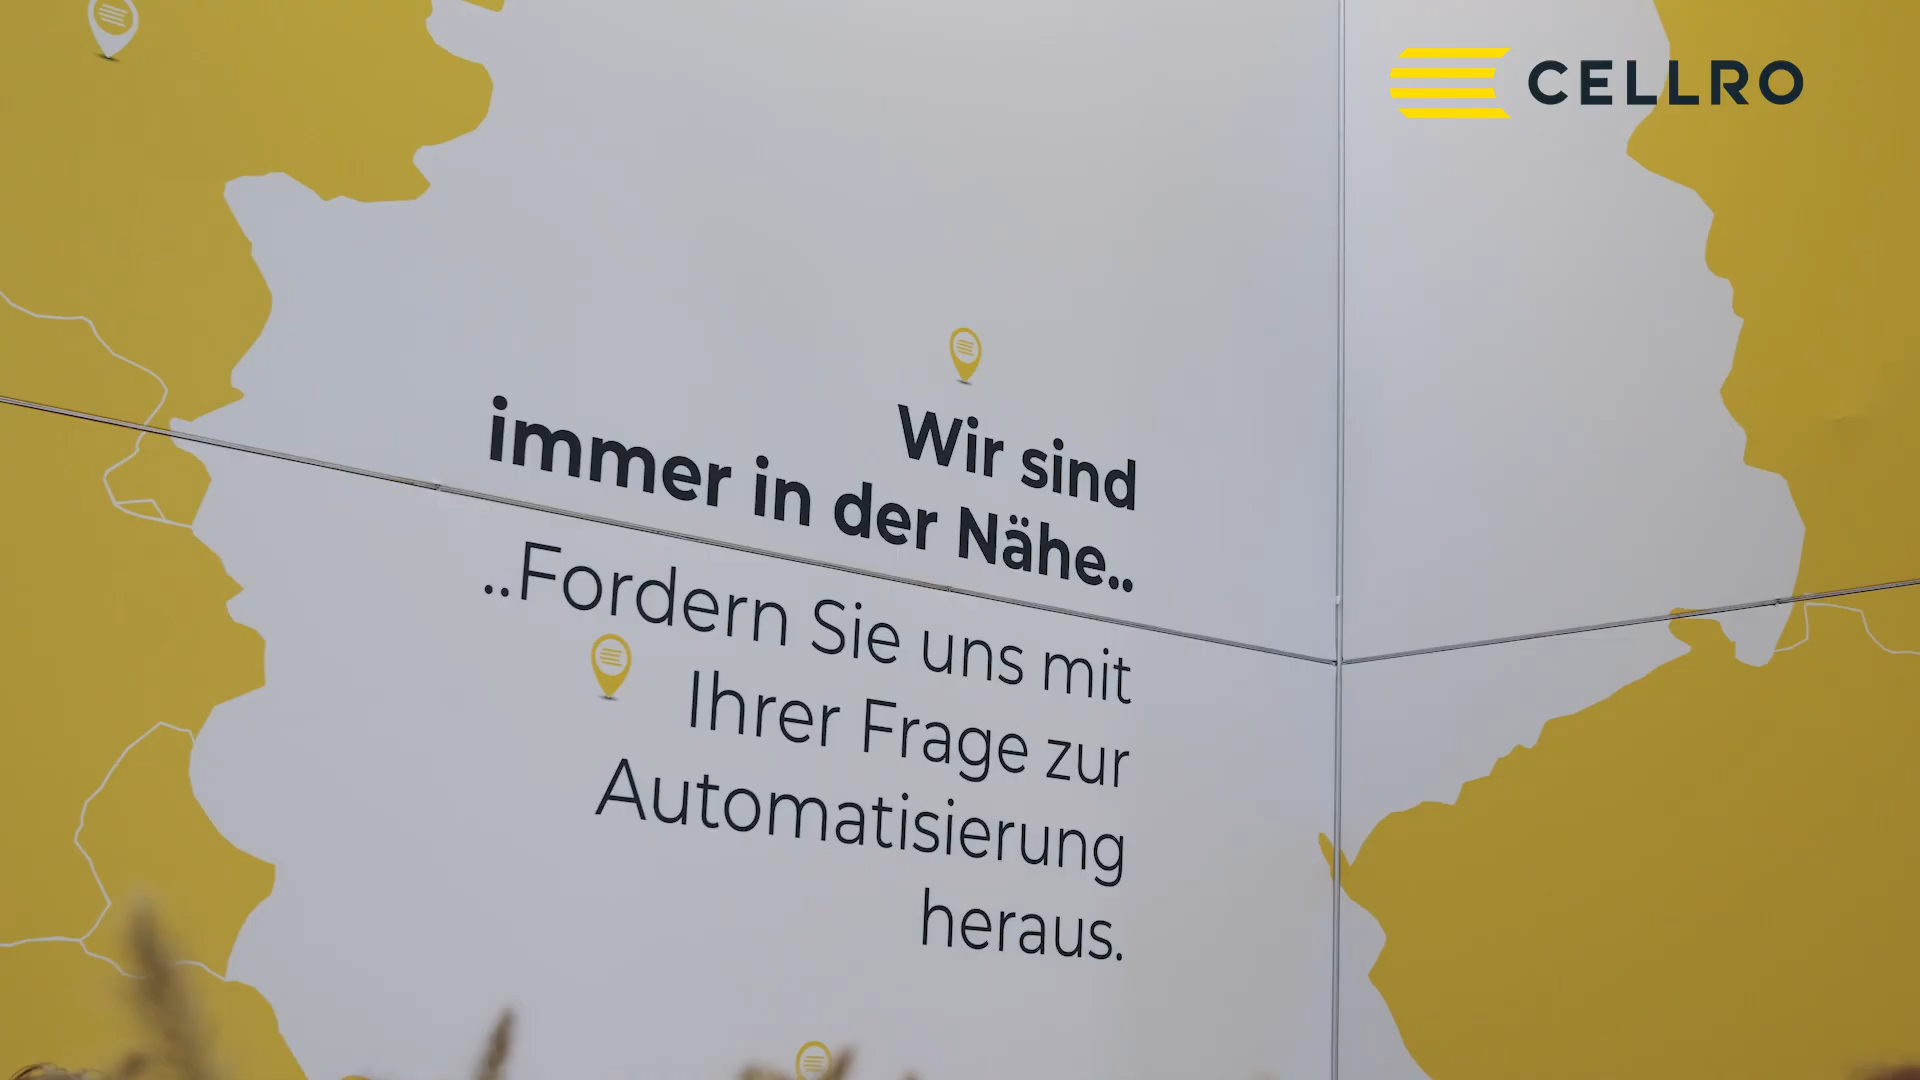 CELLRO
Wir sind
immer in der Nähe..
..Fordern Sie uns mit
Ihrer Frage zur
Automatisierung
heraus.